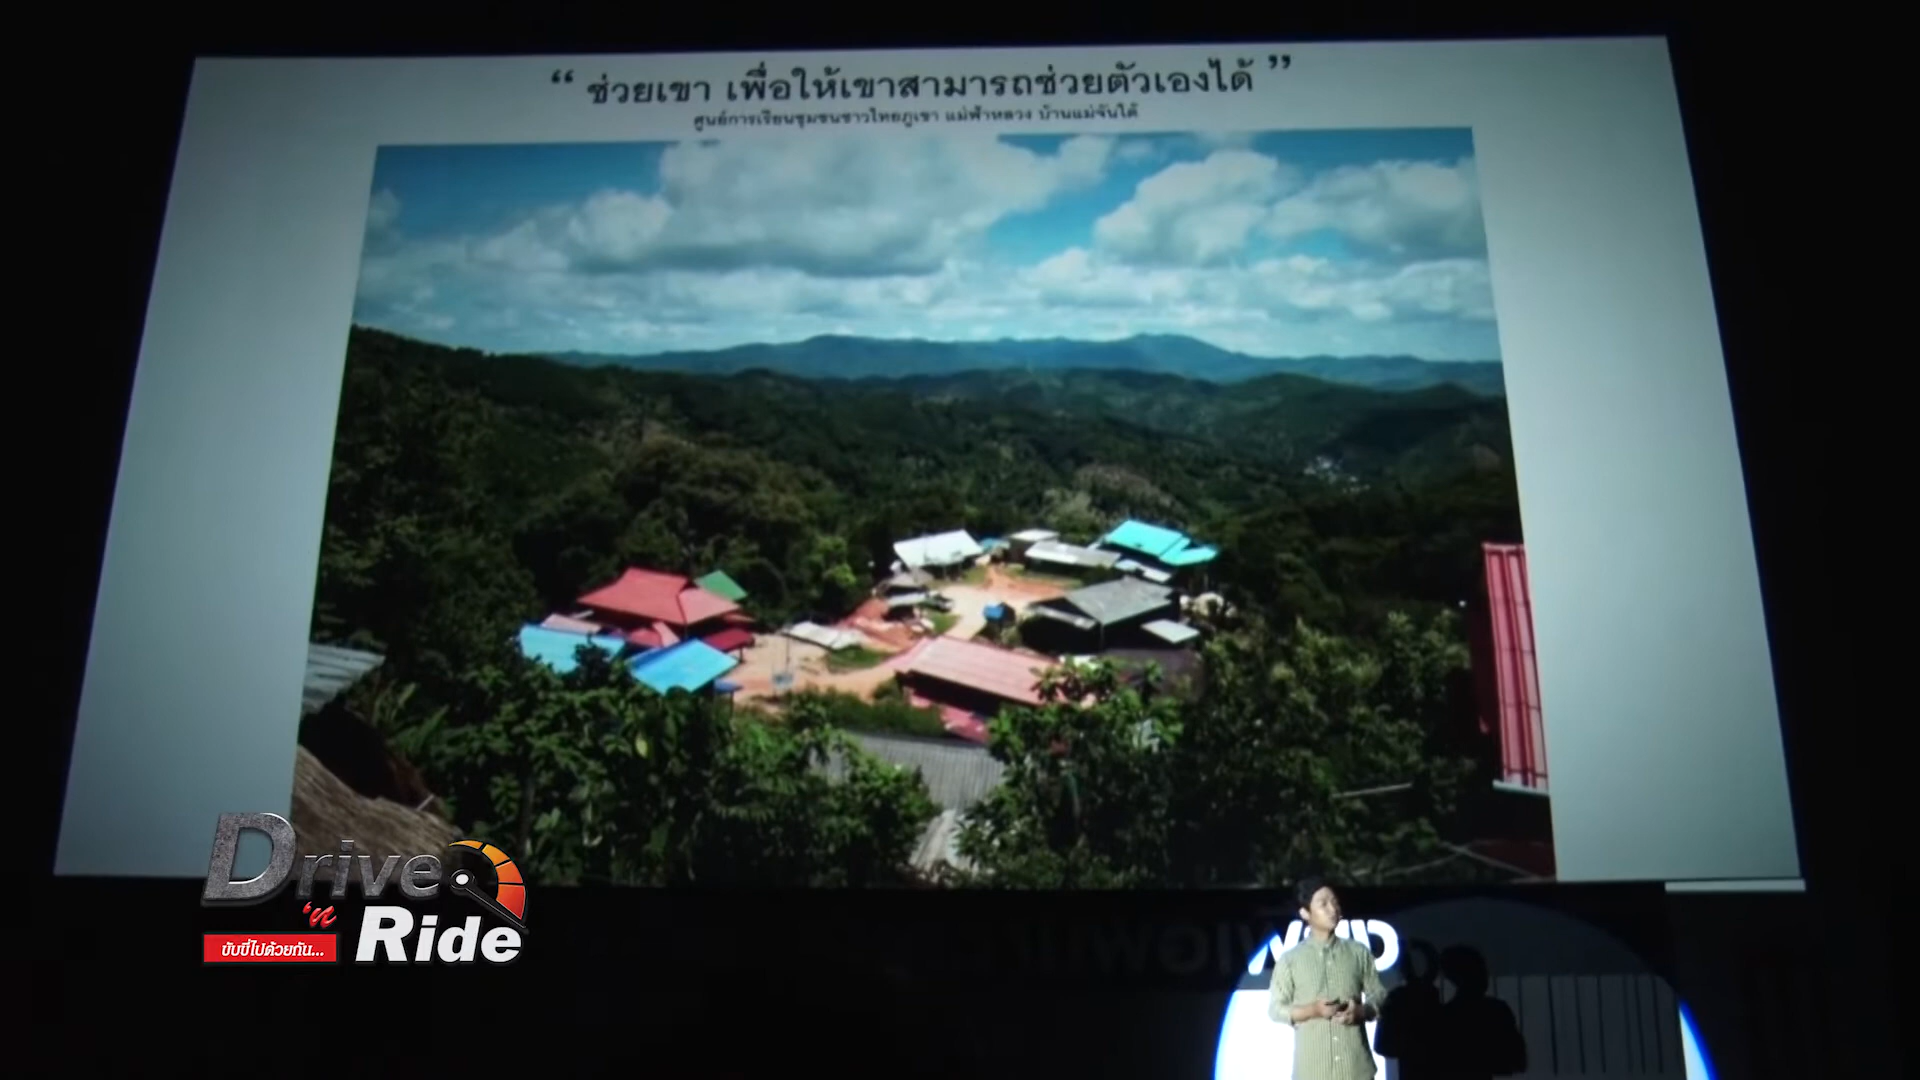 “ ช่วยเขา เพื่อให้เขาสามารถช่วยตัวเองได้ ”
ศูนย์การเรียนชุมชนชาวไทยภูเขา แม่ฟ้าหลวง บ้านแม่จันใต้
Drive
'n Ride
ขับขี่ไปด้วยกัน...